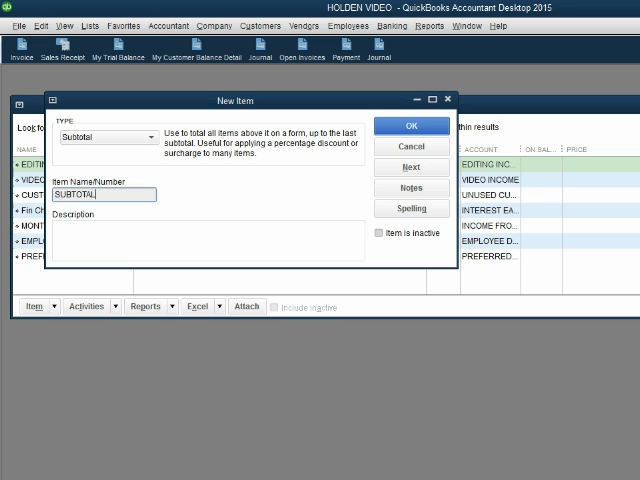 HOLDEN VIDEO - QuickBooks Accountant Desktop 2015
File Edit View Lists Favorites Accountant Company Customers Vendors Employees Banking Reports Window Help
Invoice Sales Receipt My Trial Balance My Customer Balance Detail Journal Open Invoices Payment Journal
New Item
TYPE
Subtotal
Use to total all items above it on a form, up to the last
subtotal. Useful for applying a percentage discount or
surcharge to many items.
Item Name/Number
SUBTOTAL
Description
OK
Cancel
Next
Notes
Spelling
Item is inactive
Look fo
thin results
NAME ACCOUNT ON SAL... PRICE
EDITIN EDITING INC...
VIDEO VIDEO INCOME
CUST UNUSED CU...
Fin Ch INTEREST EA...
MONT INCOME FRO...
EMPL EMPLOYEE D...
PREF PREFERRED...
Item Activities Reports Excel Attach Include inactive